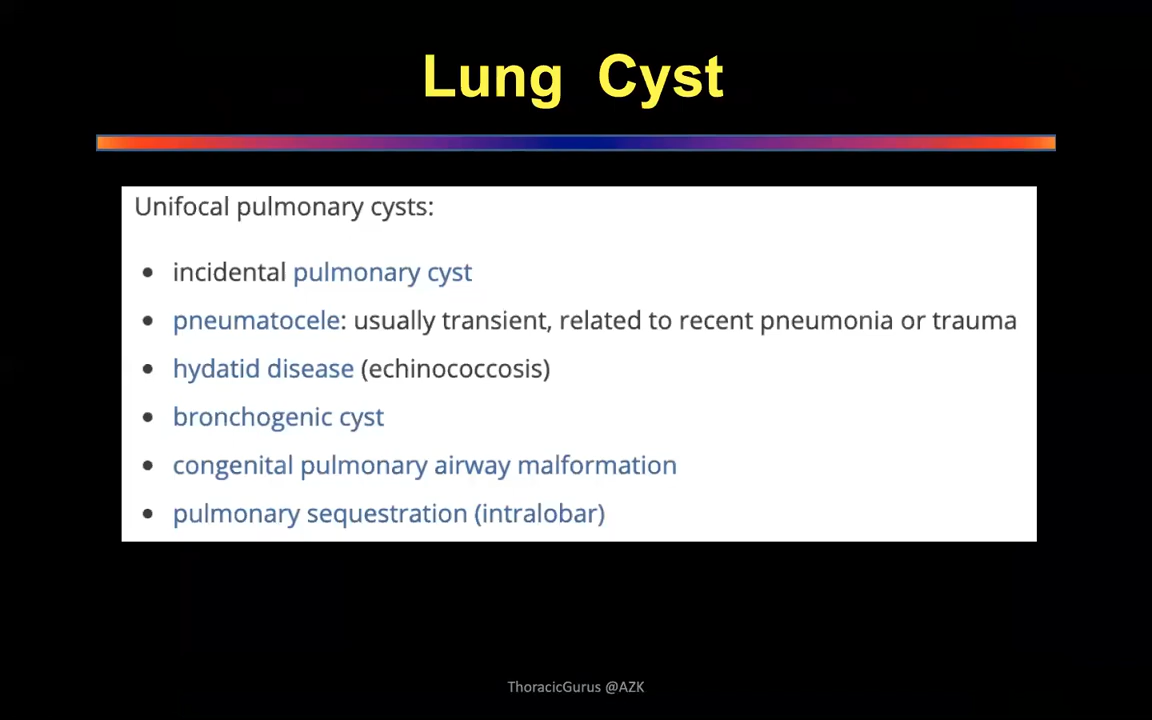 Lung Cyst
Unifocal pulmonary cysts:
• incidental pulmonary cyst
• pneumatocele: usually transient, related to recent pneumonia or trauma
• hydatid disease (echinococcosis)
• bronchogenic cyst
• congenital pulmonary airway malformation
• pulmonary sequestration (intralobar)
ThoracicGurus @AZK